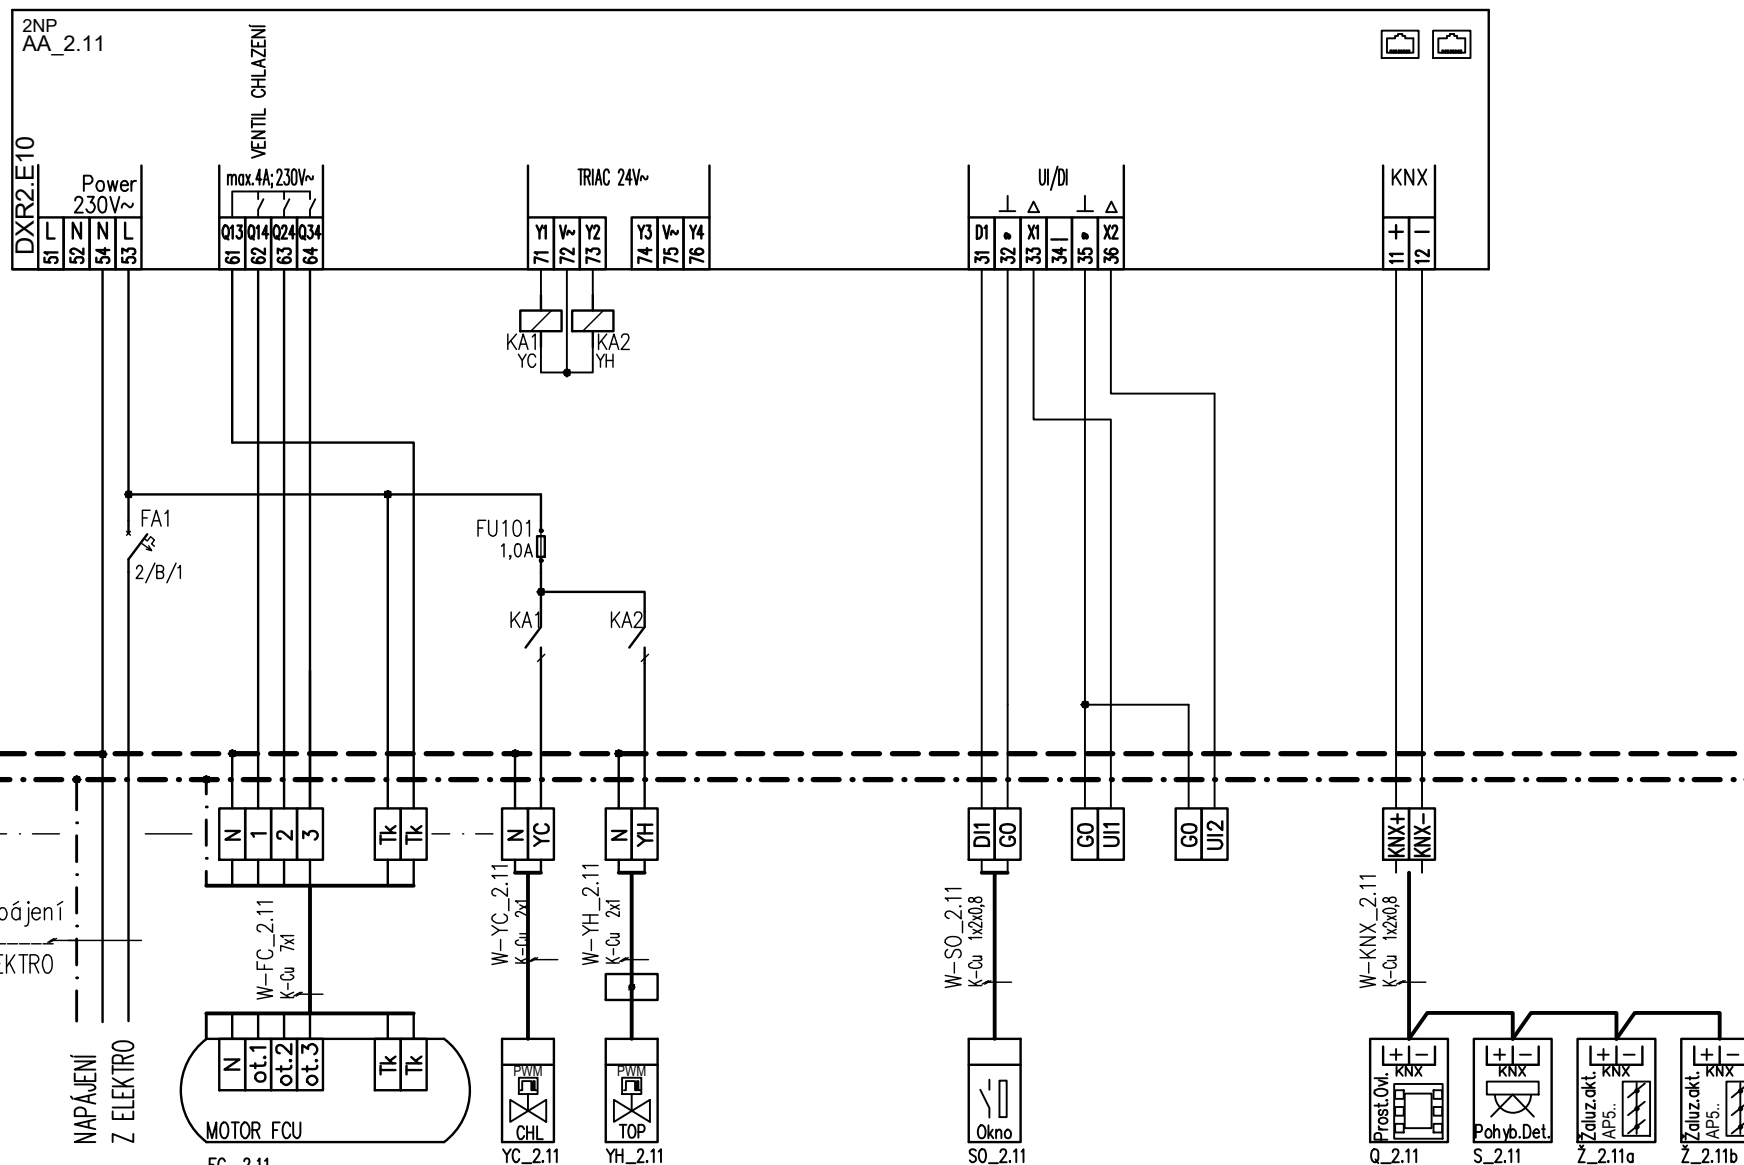 2NP
AA_2.11
DXR2.E10
VENTIL CHLAZENÍ
Power
230V~
max.4A;230V~
TRIAC 24V~
UI/DI
KNX
L 51
N 52
N 54
L 53
Q13 61
Q14 62
Q24 63
Q34 64
Y1 71
V~ 72
Y2 73
Y3 74
V~ 75
Y4 76
D1 31
32
X1 33
34
35
X2 36
+ 11
– 12
KA1
YC
KA2
YH
FA1
2/B/1
FU101
1,0A
KA1
KA2
N 1 2 3
Tk Tk
N YC
N YH
DI1 GO
GO UI1
GO UI2
KNX+ KNX-
EKTRO
W-FC_2.11
K-Cu 7x1
W-YC_2.11
K-Cu 2x1
W-YH_2.11
K-Cu 2x1
W-SO_2.11
K-Cu 1x2x0,8
W-KNX_2.11
K-Cu 1x2x0,8
NAPÁJENÍ
Z ELEKTRO
N ot.1 ot.2 ot.3
Tk Tk
MOTOR FCU
FC_2.11
PWM
CHL
YC_2.11
PWM
TOP
YH_2.11
Okno
SO_2.11
+ –
KNX
Prost.Ovl.
Q_2.11
+ –
KNX
Pohyb.Det.
S_2.11
+ –
KNX
Žaluz.akt.
AP5..
Ž_2.11a
+ –
KNX
Žaluz.akt.
AP5..
Ž_2.11b